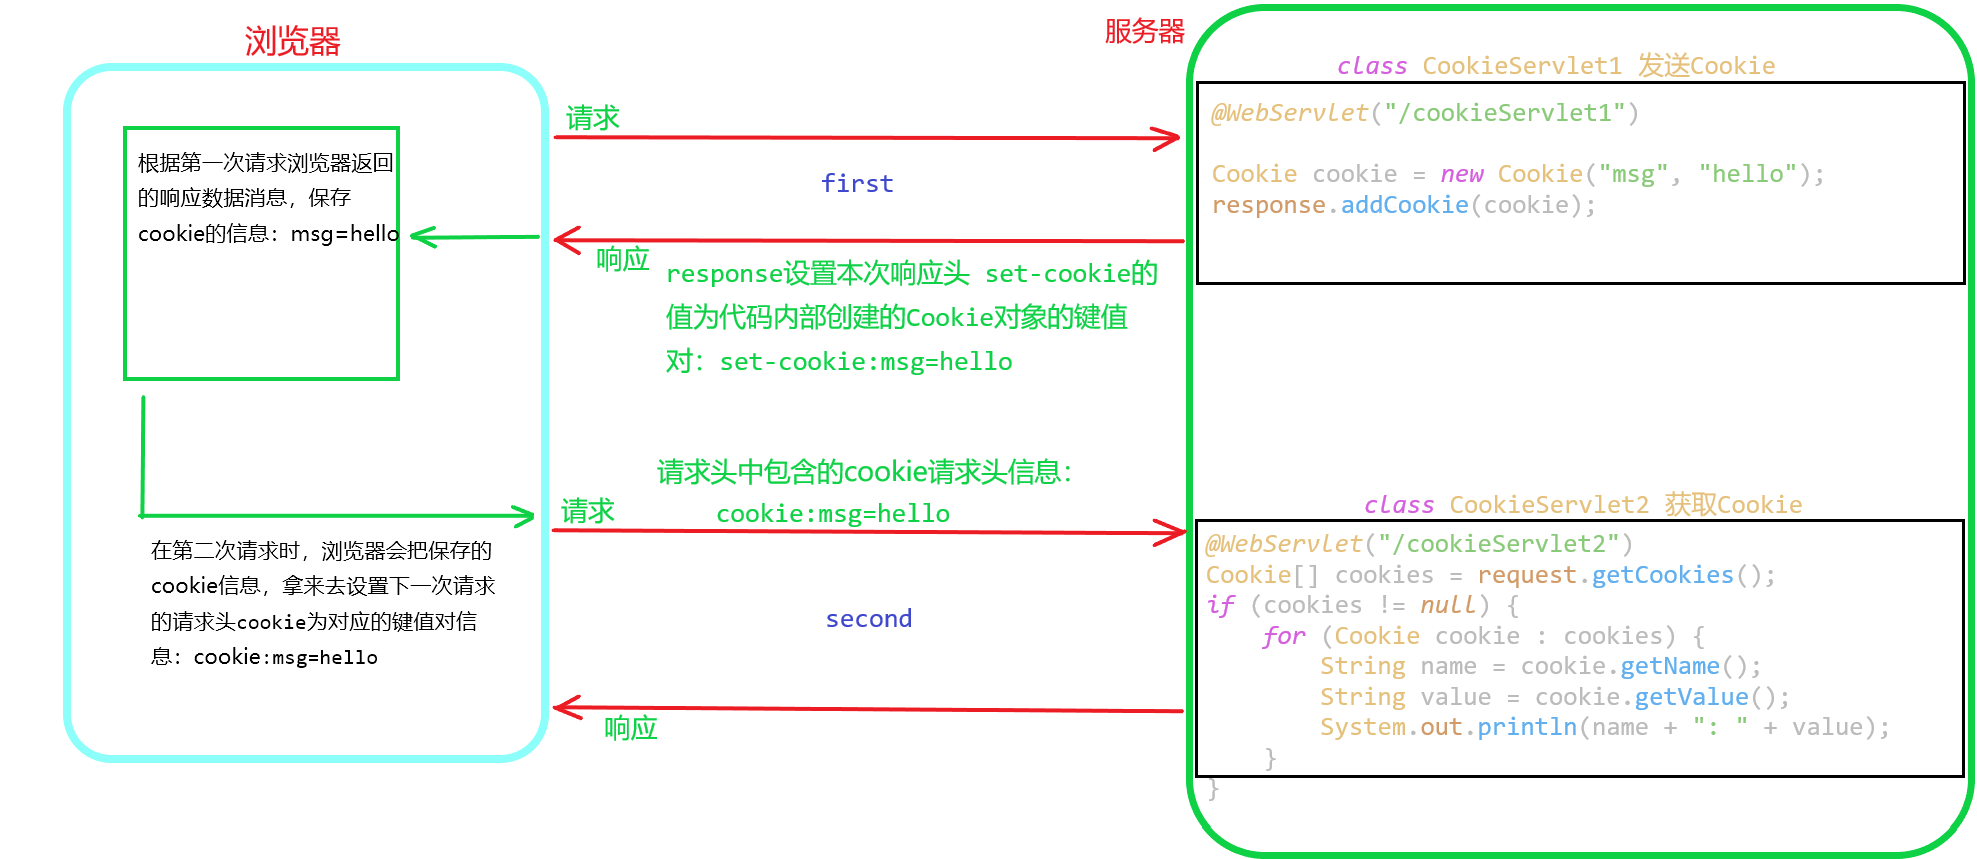 浏览器
根据第一次请求浏览器返回
的响应数据消息，保存
cookie的信息：msg=hello
在第二次请求时，浏览器会把保存的
cookie信息，拿来去设置下一次请求
的请求头cookie为对应的键值对信
息：cookie:msg=hello
请求
first
响应
response设置本次响应头 set-cookie的
值为代码内部创建的Cookie对象的键值
对：set-cookie:msg=hello
请求头中包含的cookie请求头信息：
请求
cookie:msg=hello
second
响应
服务器
class CookieServlet1 发送Cookie
@WebServlet("/cookieServlet1")
Cookie cookie = new Cookie("msg", "hello");
response.addCookie(cookie);
class CookieServlet2 获取Cookie
@WebServlet("/cookieServlet2")
Cookie[] cookies = request.getCookies();
if (cookies != null) {
    for (Cookie cookie : cookies) {
        String name = cookie.getName();
        String value = cookie.getValue();
        System.out.println(name + ": " + value);
    }
}